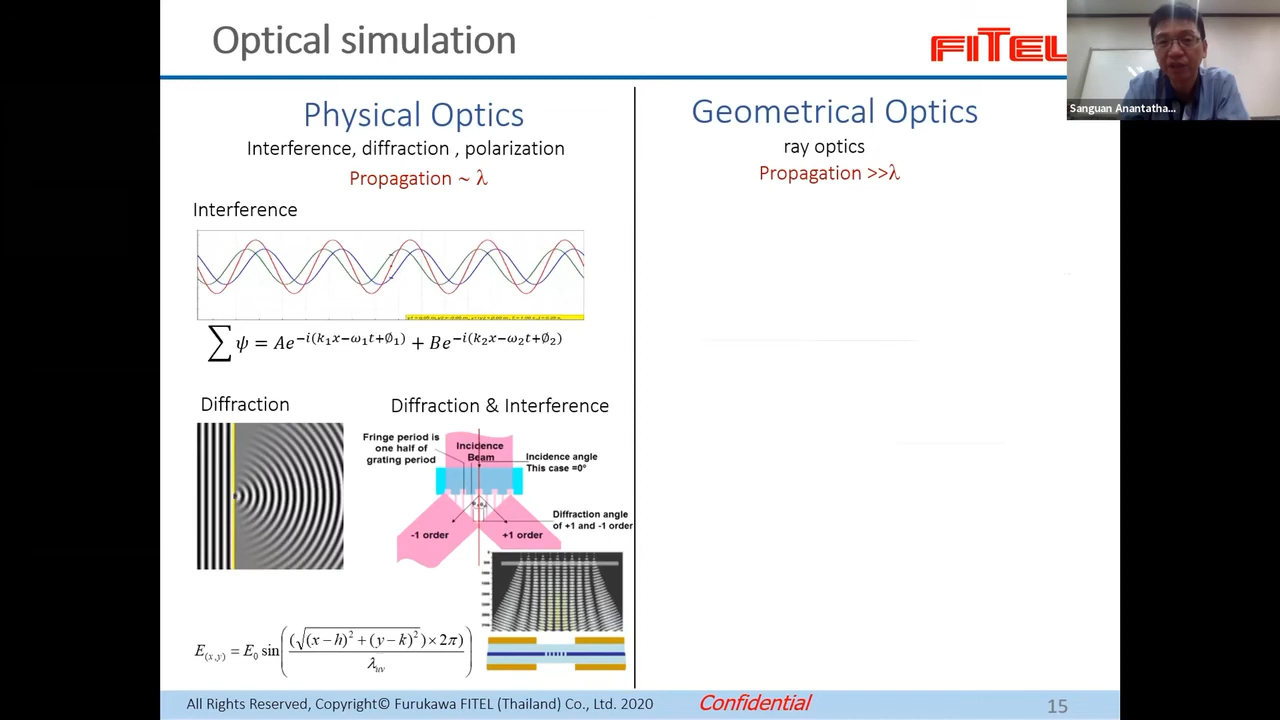 Optical simulation
FITEL
Sanguan Anantatha...
Physical Optics
Interference, diffraction , polarization
Propagation ~ λ
Interference
∑ψ = Ae^{-i(k₁x-ω₁t+∅₁)} + Be^{-i(k₂x-ω₂t+∅₂)}
Diffraction
Diffraction & Interference
Fringe period is
one half of
grating period
Incidence
Beam
Incidence angle
This case ≈0°
Diffraction angle
of +1 and -1 order
-1 order
+1 order
E_{(x,y)} = E₀ sin((√((x-h)²+(y-k)²)×2π)/λ_{uv})
Geometrical Optics
ray optics
Propagation >>λ
All Rights Reserved, Copyright© Furukawa FITEL (Thailand) Co., Ltd. 2020
Confidential
15